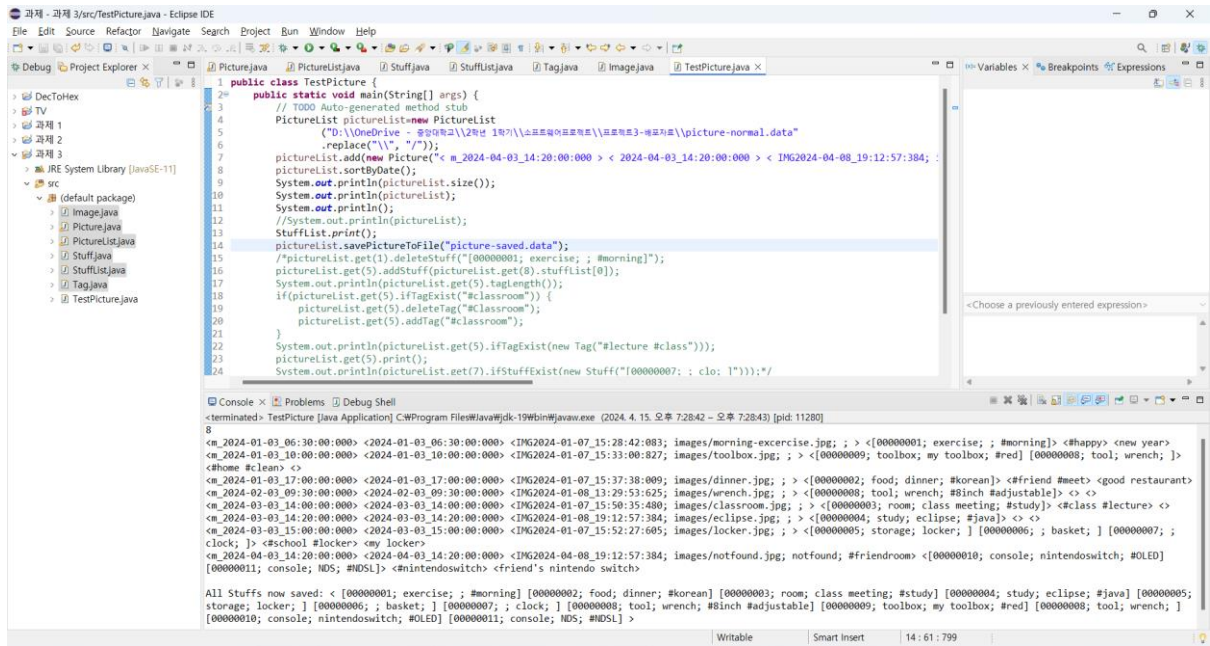 과제 - 과제 3/src/TestPicture.java - Eclipse IDE
File Edit Source Refactor Navigate Search Project Run Window Help
Debug Project Explorer
Picture.java PictureList.java Stuff.java StuffList.java Tag.java Image.java TestPicture.java
Variables Breakpoints Expressions
DecToHex
TV
과제 1
과제 2
과제 3
JRE System Library [JavaSE-11]
src
(default package)
Image.java
Picture.java
PictureList.java
Stuff.java
StuffList.java
Tag.java
TestPicture.java
1 public class TestPicture {
2 public static void main(String[] args) {
3 // TODO Auto-generated method stub
4 PictureList pictureList=new PictureList
5 ("D:\\OneDrive - 중앙대학교\\2학년 1학기\\소프트웨어프로젝트\\프로젝트3-배포자료\\picture-normal.data"
6 .replace("\\", "/"));
7 pictureList.add(new Picture("< m_2024-04-03_14:20:00:000 > < 2024-04-03_14:20:00:000 > < IMG2024-04-08_19:12:57:384;
8 pictureList.sortByDate();
9 System.out.println(pictureList.size());
10 System.out.println(pictureList);
11 System.out.println();
12 //System.out.println(pictureList);
13 StuffList.print();
14 pictureList.savePictureToFile("picture-saved.data");
15 /*pictureList.get(1).deleteStuff("[00000001; exercise; ; #morning]");
16 pictureList.get(5).addStuff(pictureList.get(8).stuffList[0]);
17 System.out.println(pictureList.get(5).tagLength());
18 if(pictureList.get(5).ifTagExist("#classroom")) {
19 pictureList.get(5).deleteTag("#Classroom");
20 pictureList.get(5).addTag("#classroom");
21 }
22 System.out.println(pictureList.get(5).ifTagExist(new Tag("#lecture #class")));
23 pictureList.get(5).print();
24 System.out.println(pictureList.get(7).ifStuffExist(new Stuff("[00000007; ; clo; ]")));*/
<Choose a previously entered expression>
Console Problems Debug Shell
<terminated> TestPicture [Java Application] C:₩Program Files₩Java₩jdk-19₩bin₩javaw.exe (2024. 4. 15. 오후 7:28:42 – 오후 7:28:43) [pid: 11280]
8
<m_2024-01-03_06:30:00:000> <2024-01-03_06:30:00:000> <IMG2024-01-07_15:28:42:083; images/morning-excercise.jpg; ; > <[00000001; exercise; ; #morning]> <#happy> <new year>
<m_2024-01-03_10:00:00:000> <2024-01-03_10:00:00:000> <IMG2024-01-07_15:33:00:827; images/toolbox.jpg; ; > <[00000009; toolbox; my toolbox; #red] [00000008; tool; wrench; ]>
<#home #clean> <>
<m_2024-01-03_17:00:00:000> <2024-01-03_17:00:00:000> <IMG2024-01-07_15:37:38:009; images/dinner.jpg; ; > <[00000002; food; dinner; #korean]> <#friend #meet> <good restaurant>
<m_2024-02-03_09:30:00:000> <2024-02-03_09:30:00:000> <IMG2024-01-08_13:29:53:625; images/wrench.jpg; ; > <[00000008; tool; wrench; #8inch #adjustable]> <> <>
<m_2024-03-03_14:00:00:000> <2024-03-03_14:00:00:000> <IMG2024-01-07_15:50:35:480; images/classroom.jpg; ; > <[00000003; room; class meeting; #study]> <#class #lecture> <>
<m_2024-03-03_14:20:00:000> <2024-03-03_14:20:00:000> <IMG2024-01-08_19:12:57:384; images/eclipse.jpg; ; > <[00000004; study; eclipse; #java]> <> <>
<m_2024-03-03_15:00:00:000> <2024-03-03_15:00:00:000> <IMG2024-01-07_15:52:27:605; images/locker.jpg; ; > <[00000005; storage; locker; ] [00000006; ; basket; ] [00000007; ;
clock; ]> <#school #locker> <my locker>
<m_2024-04-03_14:20:00:000> <2024-04-03_14:20:00:000> <IMG2024-04-08_19:12:57:384; images/notfound.jpg; notfound; #friendroom> <[00000010; console; nintendoswitch; #OLED]
[00000011; console; NDS; #NDSL]> <#nintendoswitch> <friend's nintendo switch>
All Stuffs now saved: < [00000001; exercise; ; #morning] [00000002; food; dinner; #korean] [00000003; room; class meeting; #study] [00000004; study; eclipse; #java] [00000005;
storage; locker; ] [00000006; ; basket; ] [00000007; ; clock; ] [00000008; tool; wrench; #8inch #adjustable] [00000009; toolbox; my toolbox; #red] [00000008; tool; wrench; ]
[00000010; console; nintendoswitch; #OLED] [00000011; console; NDS; #NDSL] >
Writable Smart Insert 14 : 61 : 799